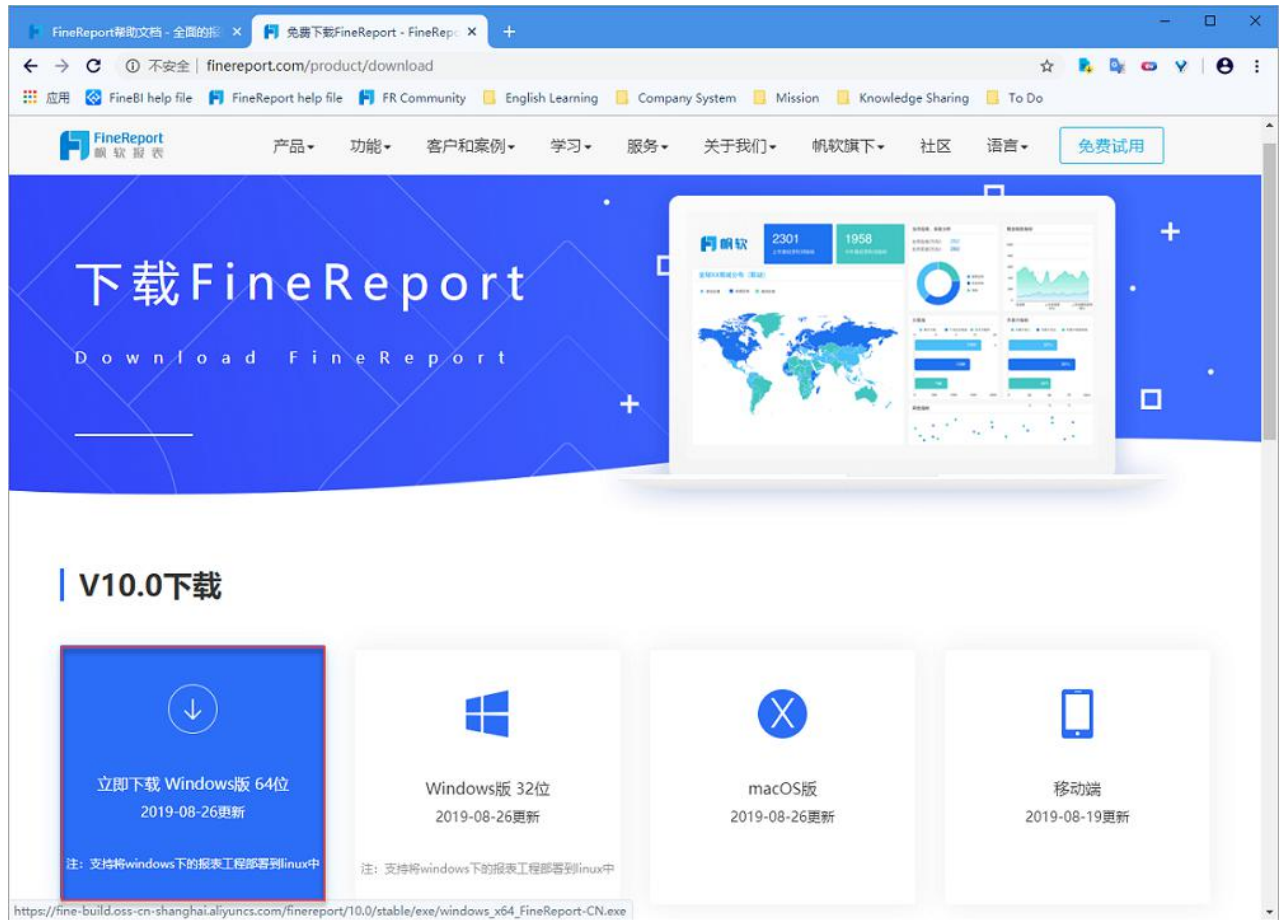 FineReport帮助文档 - 全面的报
免费下载FineReport - FineRepo
不安全 | finereport.com/product/download
应用 FineBI help file FineReport help file FR Community English Learning Company System Mission Knowledge Sharing To Do
FineReport
帆软报表
产品 功能 客户和案例 学习 服务 关于我们 帆软旗下 社区 语言 免费试用
下载FineReport
Download FineReport
帆软
2301
1958
V10.0下载
立即下载 Windows版 64位
2019-08-26更新
注：支持将windows下的报表工程部署到linux中
Windows版 32位
2019-08-26更新
注：支持将windows下的报表工程部署到linux中
macOS版
2019-08-26更新
移动端
2019-08-19更新
https://fine-build.oss-cn-shanghai.aliyuncs.com/finereport/10.0/stable/exe/windows_x64_FineReport-CN.exe